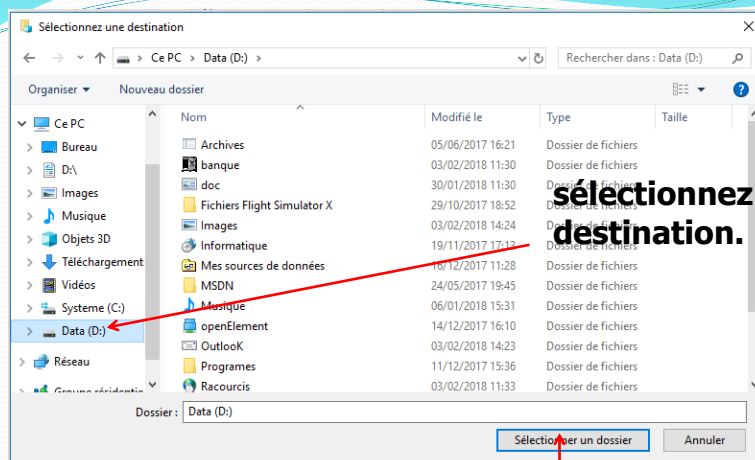 Sélectionnez une destination
Ce PC > Data (D:) >
Rechercher dans : Data (D:)
Organiser
Nouveau dossier
Ce PC
Bureau
D:\
Images
Musique
Objets 3D
Téléchargement
Vidéos
Systeme (C:)
Data (D:)
Réseau
Groupe résidentie
Nom Modifié le Type Taille
Archives 05/06/2017 16:21 Dossier de fichiers
banque 03/02/2018 11:30 Dossier de fichiers
doc 30/01/2018 11:30 Dossier de fichiers
Fichiers Flight Simulator X 29/10/2017 18:52 Dossier de fichiers
Images 03/02/2018 14:24 Dossier de fichiers
Informatique 19/11/2017 17:13 Dossier de fichiers
Mes sources de données 16/12/2017 11:28 Dossier de fichiers
MSDN 24/05/2017 19:45 Dossier de fichiers
Musique 06/01/2018 15:31 Dossier de fichiers
openElement 14/12/2017 16:10 Dossier de fichiers
OutlooK 03/02/2018 14:23 Dossier de fichiers
Programes 11/12/2017 15:36 Dossier de fichiers
Racourcis 03/02/2018 11:33 Dossier de fichiers
sélectionnez
destination.
Dossier : Data (D:)
Sélectionner un dossier
Annuler